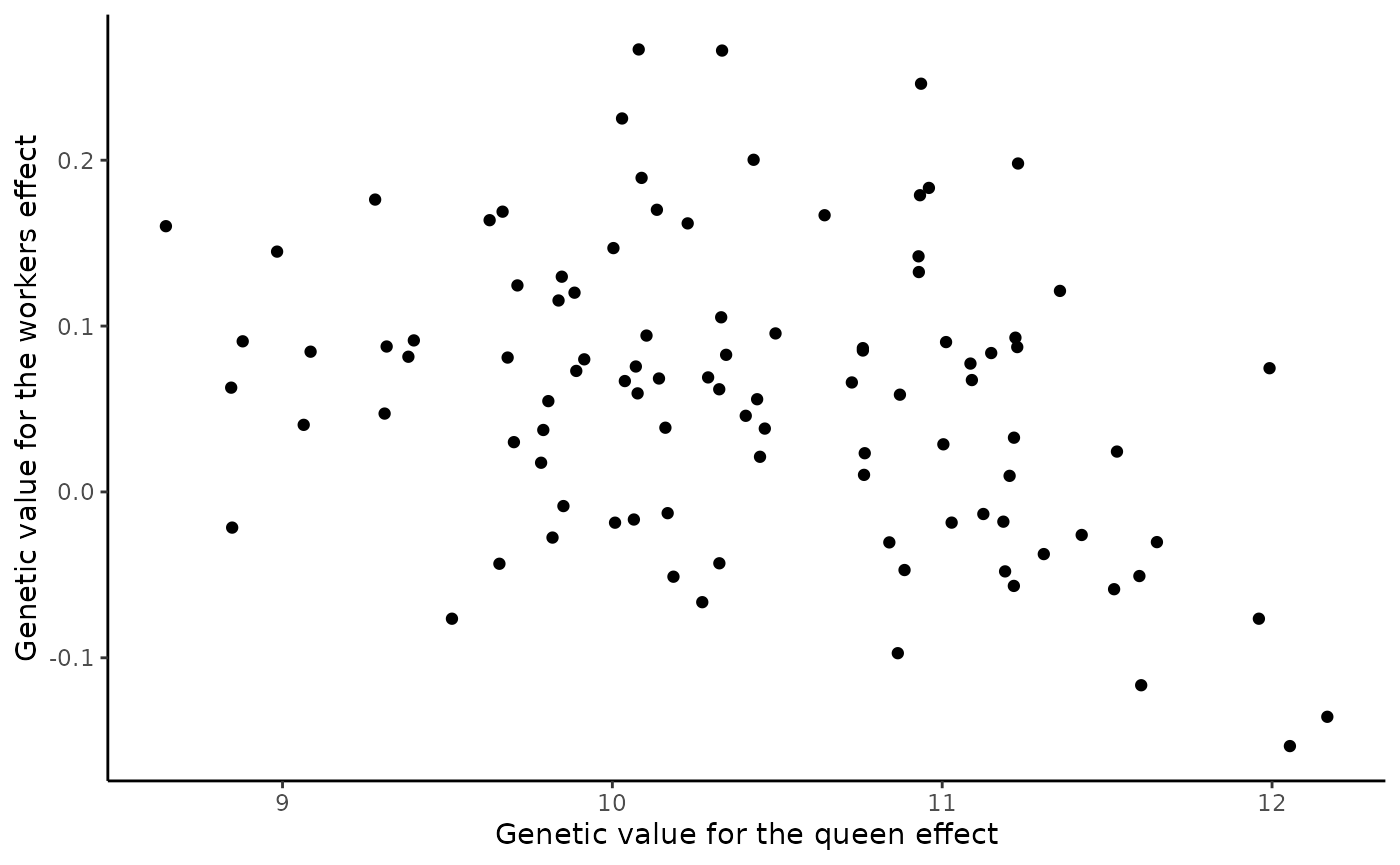 Genetic value for the workers effect
0.2
0.1
0.0
-0.1
9 10 11 12
Genetic value for the queen effect